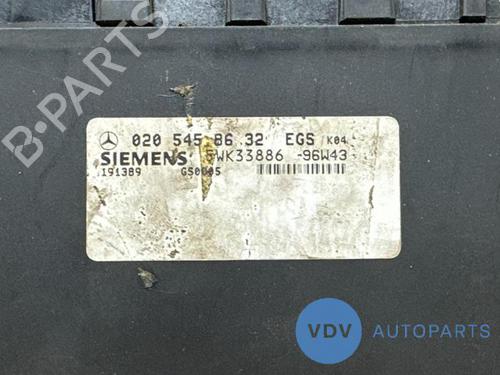 020 545 86 32 EGS K04
SIEMENS 5WK33886 -96W43
191389 GS0005
B-PARTS
VDV AUTOPARTS